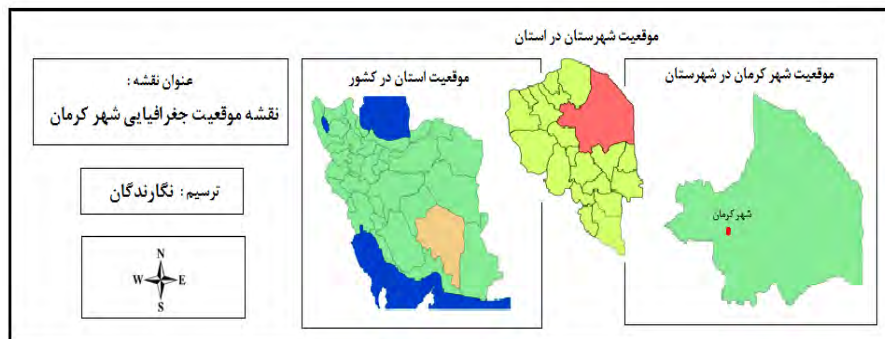 موقعیت شهرستان در استان
موقعیت شهر کرمان در شهرستان
شهر کرمان
موقعیت استان در کشور
عنوان نقشه :
نقشه موقعیت جغرافیایی شهر کرمان
ترسیم : نگارندگان
N
W E
S